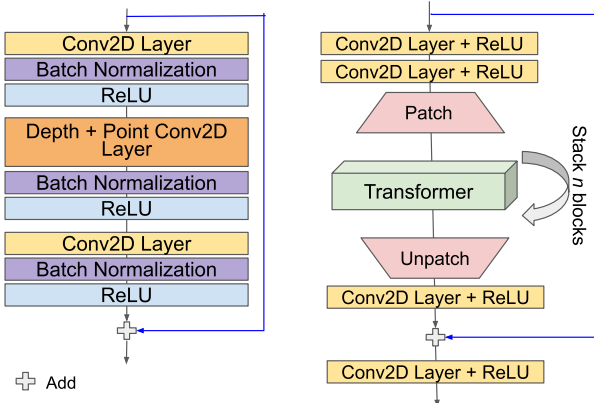 Conv2D Layer
Batch Normalization
ReLU
Depth + Point Conv2D
Layer
Batch Normalization
ReLU
Conv2D Layer
Batch Normalization
ReLU
Add
Conv2D Layer + ReLU
Conv2D Layer + ReLU
Patch
Transformer
Stack n blocks
Unpatch
Conv2D Layer + ReLU
Conv2D Layer + ReLU